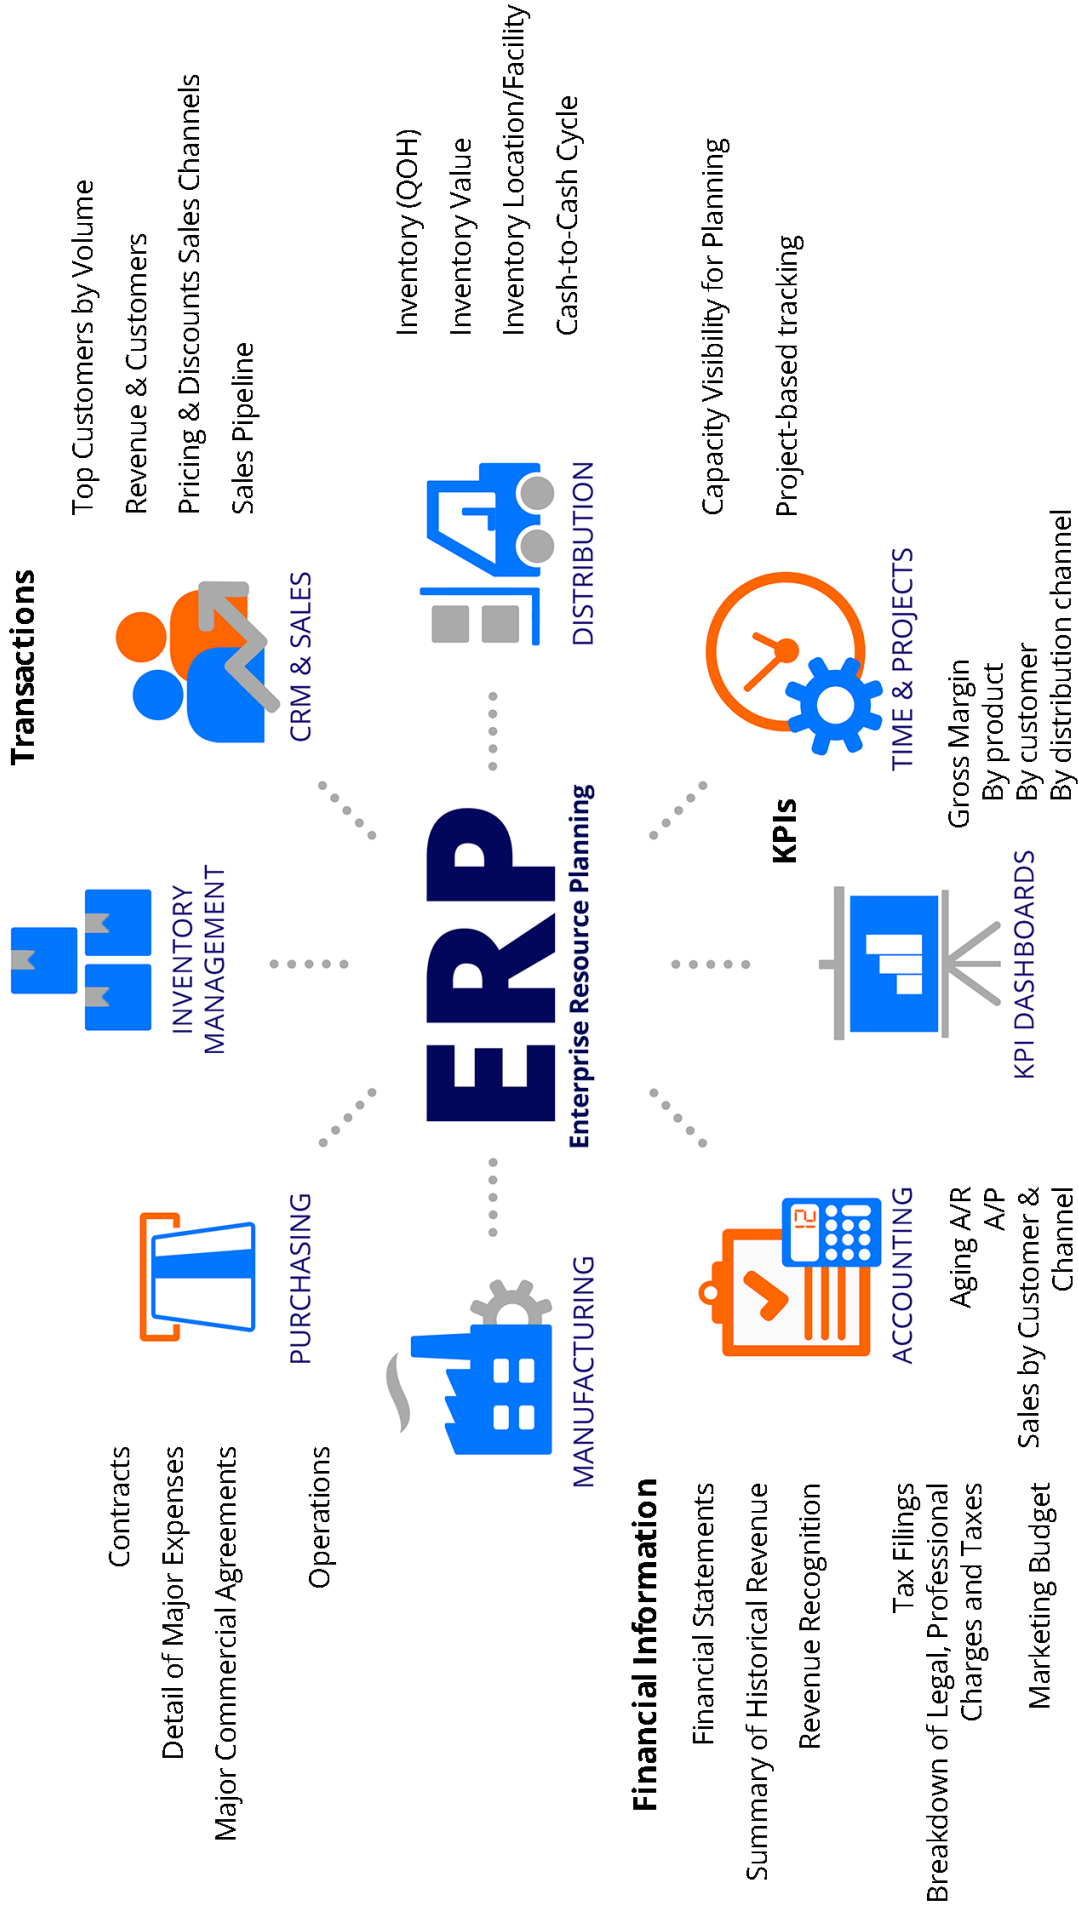 Transactions
INVENTORY
MANAGEMENT
Contracts
Detail of Major Expenses
Major Commercial Agreements
Operations
PURCHASING
CRM & SALES
Top Customers by Volume
Revenue & Customers
Pricing & Discounts Sales Channels
Sales Pipeline
MANUFACTURING
ERP
Enterprise Resource Planning
DISTRIBUTION
Inventory (QOH)
Inventory Value
Inventory Location/Facility
Cash-to-Cash Cycle
Financial Information
Financial Statements
Summary of Historical Revenue
Revenue Recognition
Tax Filings
Breakdown of Legal, Professional
Charges and Taxes
Marketing Budget
12
ACCOUNTING
Aging A/R
A/P
Sales by Customer &
Channel
KPIs
KPI DASHBOARDS
TIME & PROJECTS
Capacity Visibility for Planning
Project-based tracking
Gross Margin
By product
By customer
By distribution channel